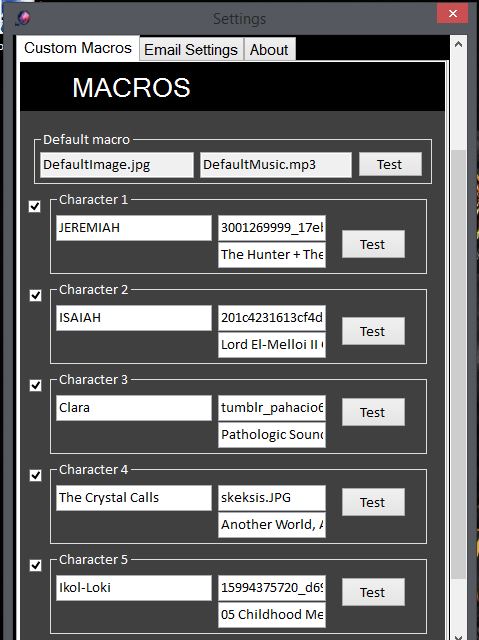 Settings
Custom Macros Email Settings About
MACROS
Default macro
DefaultImage.jpg DefaultMusic.mp3 Test
Character 1
JEREMIAH 3001269999_17e
Test
The Hunter + The
Character 2
ISAIAH 201c4231613cf4d
Test
Lord El-Melloi II
Character 3
Clara tumblr_pahacio6
Test
Pathologic Soun
Character 4
The Crystal Calls skeksis.JPG
Test
Another World,
Character 5
Ikol-Loki 15994375720_d6
Test
05 Childhood Me